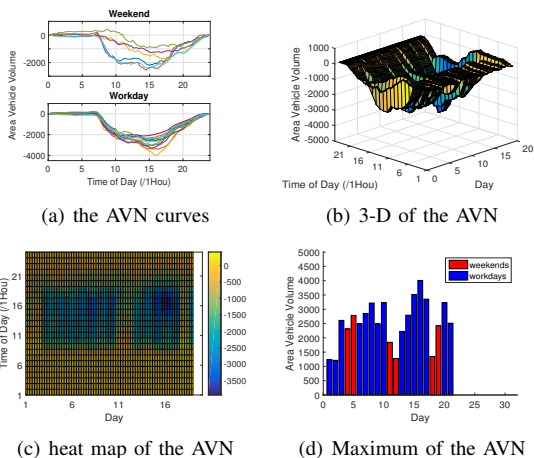 Weekend
0
-2000
0 5 10 15 20
Workday
0
-2000
-4000
0 5 10 15 20
Area Vehicle Volume
Time of Day (/1Hou)
(a) the AVN curves
1000
0
-1000
-2000
-3000
-4000
-5000
Area Vehicle Volume
21 16 11 6 1
Time of Day (/1Hou)
0 5 10 15 20
Day
(b) 3-D of the AVN
21
16
11
6
1
Time of Day (/1Hou)
1 6 11 16
Day
0
-500
-1000
-1500
-2000
-2500
-3000
-3500
(c) heat map of the AVN
5000
4500
4000
3500
3000
2500
2000
1500
1000
500
0
Area Vehicle Volume
weekends
workdays
0 5 10 15 20 25 30
Day
(d) Maximum of the AVN